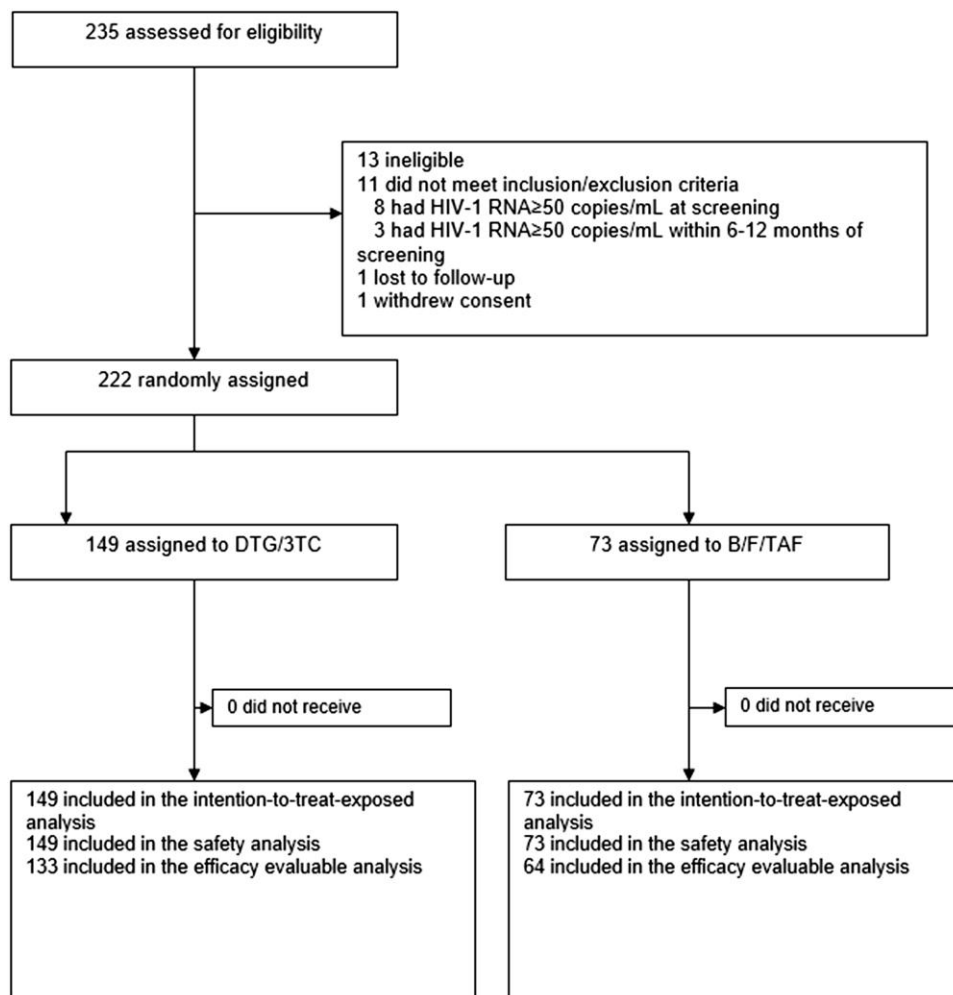 235 assessed for eligibility
13 ineligible
11 did not meet inclusion/exclusion criteria
8 had HIV-1 RNA≥50 copies/mL at screening
3 had HIV-1 RNA≥50 copies/mL within 6-12 months of
screening
1 lost to follow-up
1 withdrew consent
222 randomly assigned
149 assigned to DTG/3TC
73 assigned to B/F/TAF
0 did not receive
0 did not receive
149 included in the intention-to-treat-exposed
analysis
149 included in the safety analysis
133 included in the efficacy evaluable analysis
73 included in the intention-to-treat-exposed
analysis
73 included in the safety analysis
64 included in the efficacy evaluable analysis